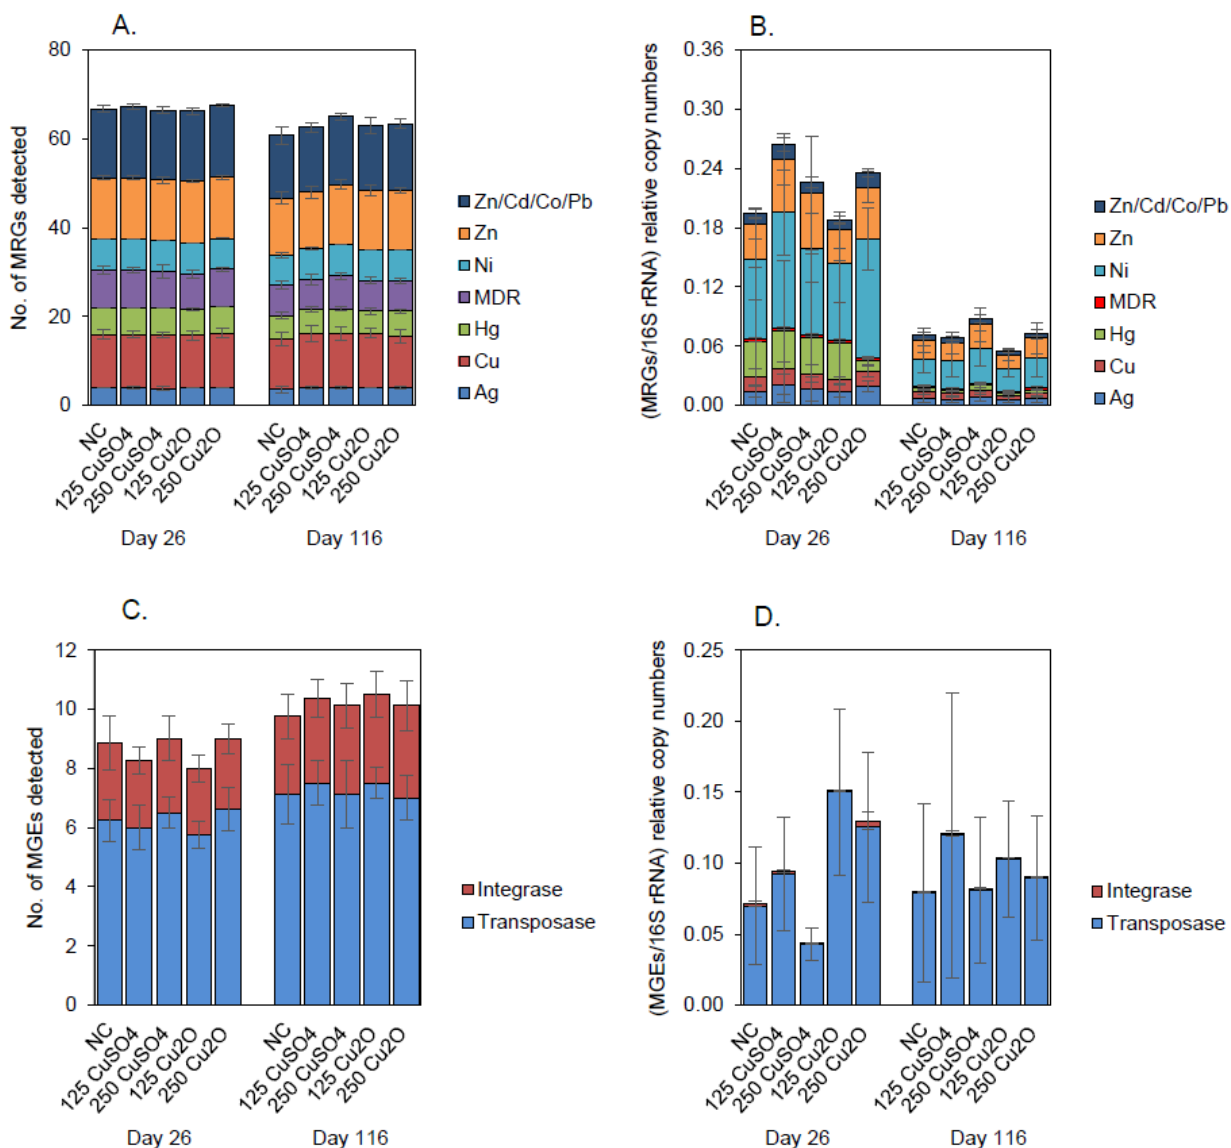 A.
No. of MRGs detected
80
60
40
20
0
NC
125 CuSO4
250 CuSO4
125 Cu2O
250 Cu2O
NC
125 CuSO4
250 CuSO4
125 Cu2O
250 Cu2O
Day 26
Day 116
Zn/Cd/Co/Pb
Zn
Ni
MDR
Hg
Cu
Ag
B.
(MRGs/16S rRNA) relative copy numbers
0.36
0.30
0.24
0.18
0.12
0.06
0.00
NC
125 CuSO4
250 CuSO4
125 Cu2O
250 Cu2O
NC
125 CuSO4
250 CuSO4
125 Cu2O
250 Cu2O
Day 26
Day 116
Zn/Cd/Co/Pb
Zn
Ni
MDR
Hg
Cu
Ag
C.
No. of MGEs detected
12
10
8
6
4
2
0
NC
125 CuSO4
250 CuSO4
125 Cu2O
250 Cu2O
NC
125 CuSO4
250 CuSO4
125 Cu2O
250 Cu2O
Day 26
Day 116
Integrase
Transposase
D.
(MGEs/16S rRNA) relative copy numbers
0.25
0.20
0.15
0.10
0.05
0.00
NC
125 CuSO4
250 CuSO4
125 Cu2O
250 Cu2O
NC
125 CuSO4
250 CuSO4
125 Cu2O
250 Cu2O
Day 26
Day 116
Integrase
Transposase